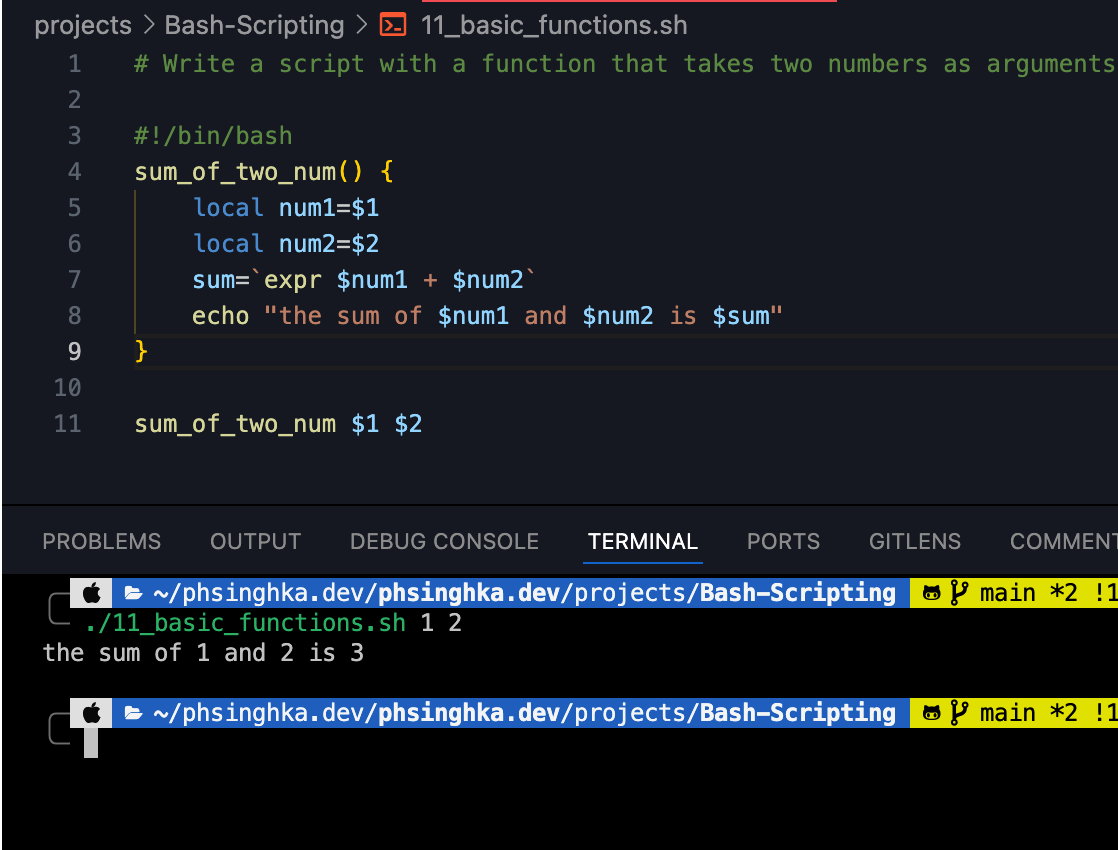 projects > Bash-Scripting > 11_basic_functions.sh
1 # Write a script with a function that takes two numbers as arguments
2
3 #!/bin/bash
4 sum_of_two_num() {
5     local num1=$1
6     local num2=$2
7     sum=`expr $num1 + $num2`
8     echo "the sum of $num1 and $num2 is $sum"
9 }
10
11 sum_of_two_num $1 $2
PROBLEMS OUTPUT DEBUG CONSOLE TERMINAL PORTS GITLENS COMMENT
~/phsinghka.dev/phsinghka.dev/projects/Bash-Scripting main *2 !1
./11_basic_functions.sh 1 2
the sum of 1 and 2 is 3
~/phsinghka.dev/phsinghka.dev/projects/Bash-Scripting main *2 !1